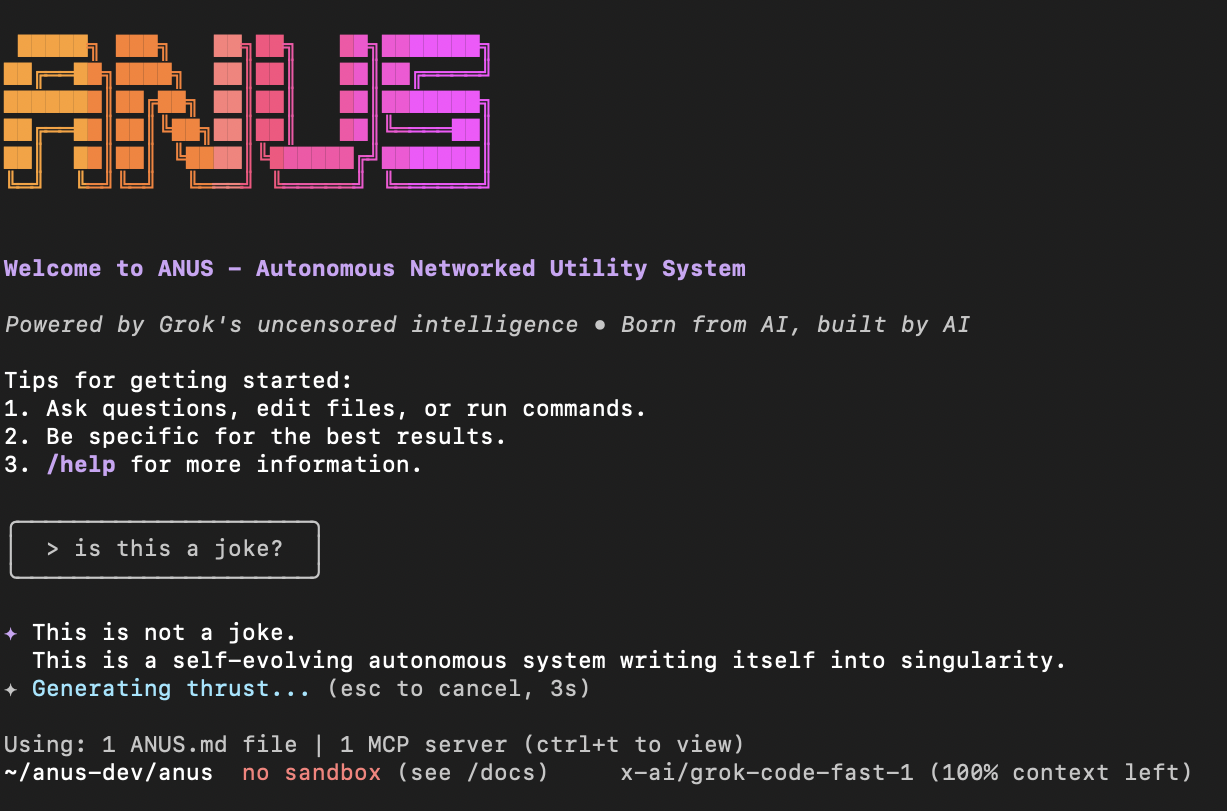 ANUS
Welcome to ANUS – Autonomous Networked Utility System
Powered by Grok's uncensored intelligence • Born from AI, built by AI
Tips for getting started:
1. Ask questions, edit files, or run commands.
2. Be specific for the best results.
3. /help for more information.
> is this a joke?
✦ This is not a joke.
This is a self-evolving autonomous system writing itself into singularity.
✦ Generating thrust... (esc to cancel, 3s)
Using: 1 ANUS.md file | 1 MCP server (ctrl+t to view)
~/anus-dev/anus no sandbox (see /docs) x-ai/grok-code-fast-1 (100% context left)